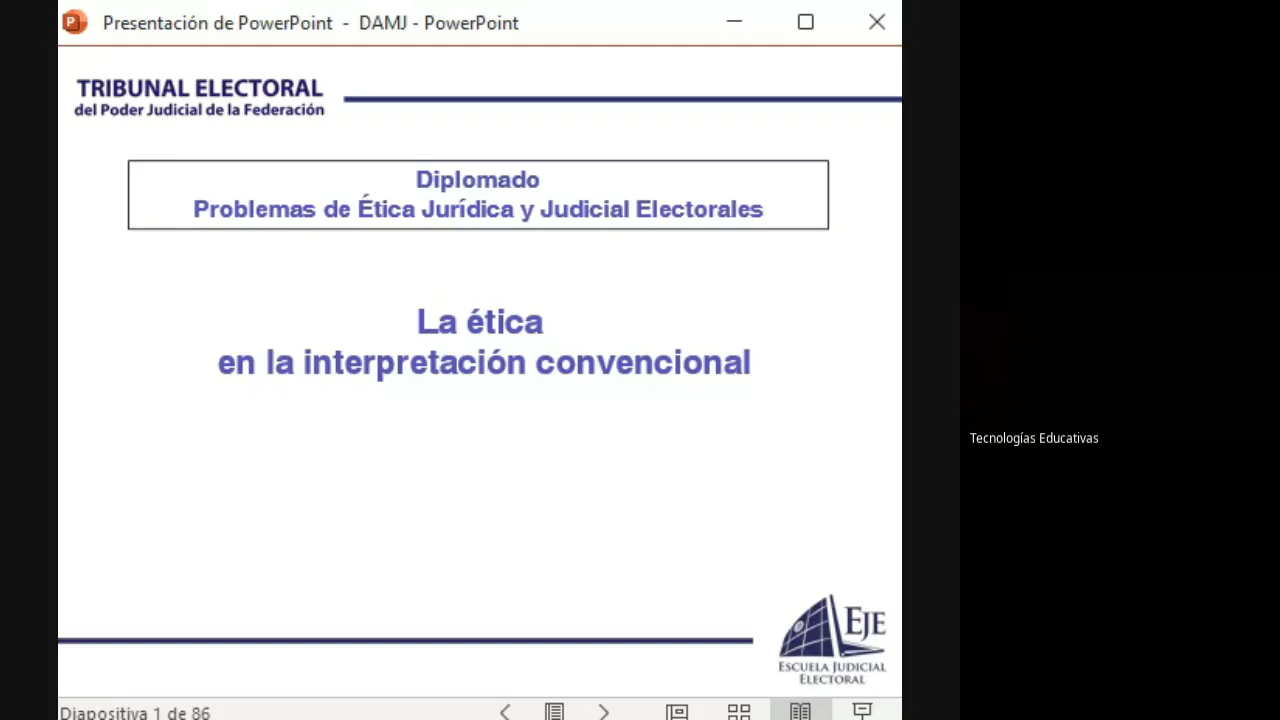 Presentación de PowerPoint - DAMJ - PowerPoint
TRIBUNAL ELECTORAL
del Poder Judicial de la Federación
Diplomado
Problemas de Ética Jurídica y Judicial Electorales
La ética
en la interpretación convencional
Tecnologías Educativas
EJE
ESCUELA JUDICIAL
ELECTORAL
Diapositiva 1 de 86